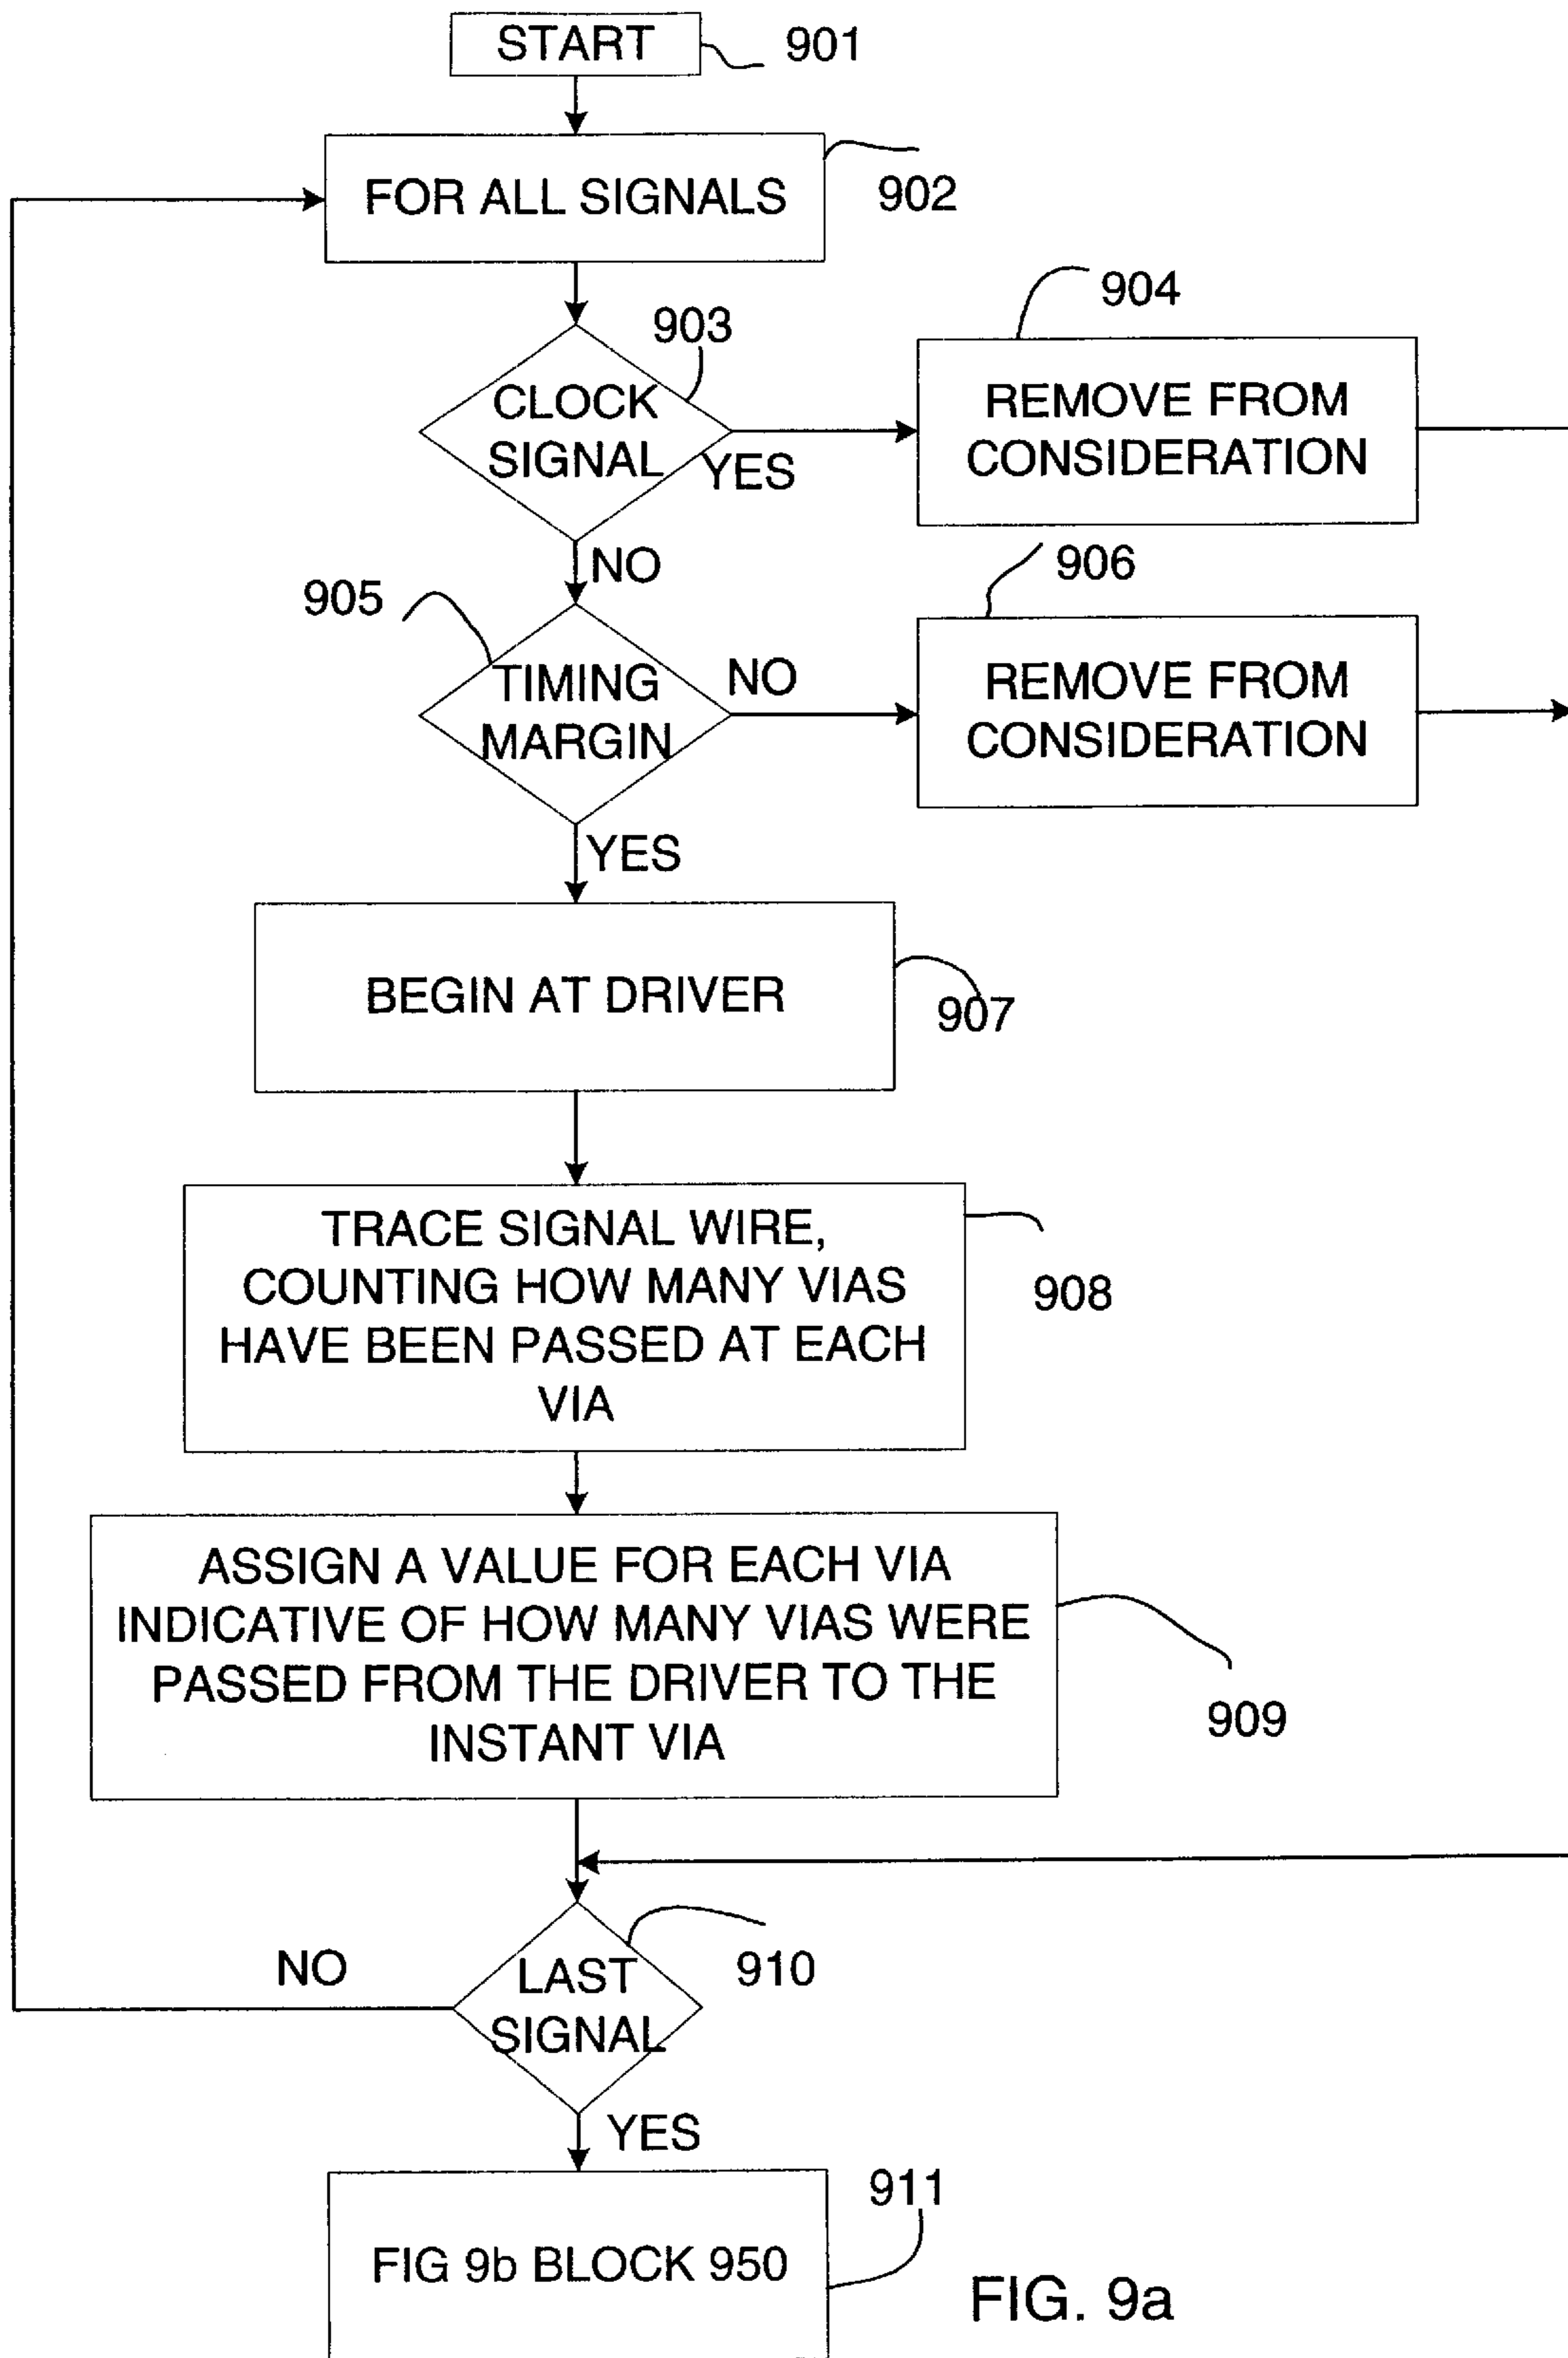 START
901
FOR ALL SIGNALS
902
903
CLOCK
SIGNAL
YES
904
REMOVE FROM
CONSIDERATION
NO
905
TIMING
MARGIN
NO
906
REMOVE FROM
CONSIDERATION
YES
BEGIN AT DRIVER
907
TRACE SIGNAL WIRE,
COUNTING HOW MANY VIAS
HAVE BEEN PASSED AT EACH
VIA
908
ASSIGN A VALUE FOR EACH VIA
INDICATIVE OF HOW MANY VIAS WERE
PASSED FROM THE DRIVER TO THE
INSTANT VIA
909
NO
LAST
SIGNAL
910
YES
911
FIG 9b BLOCK 950
FIG. 9a